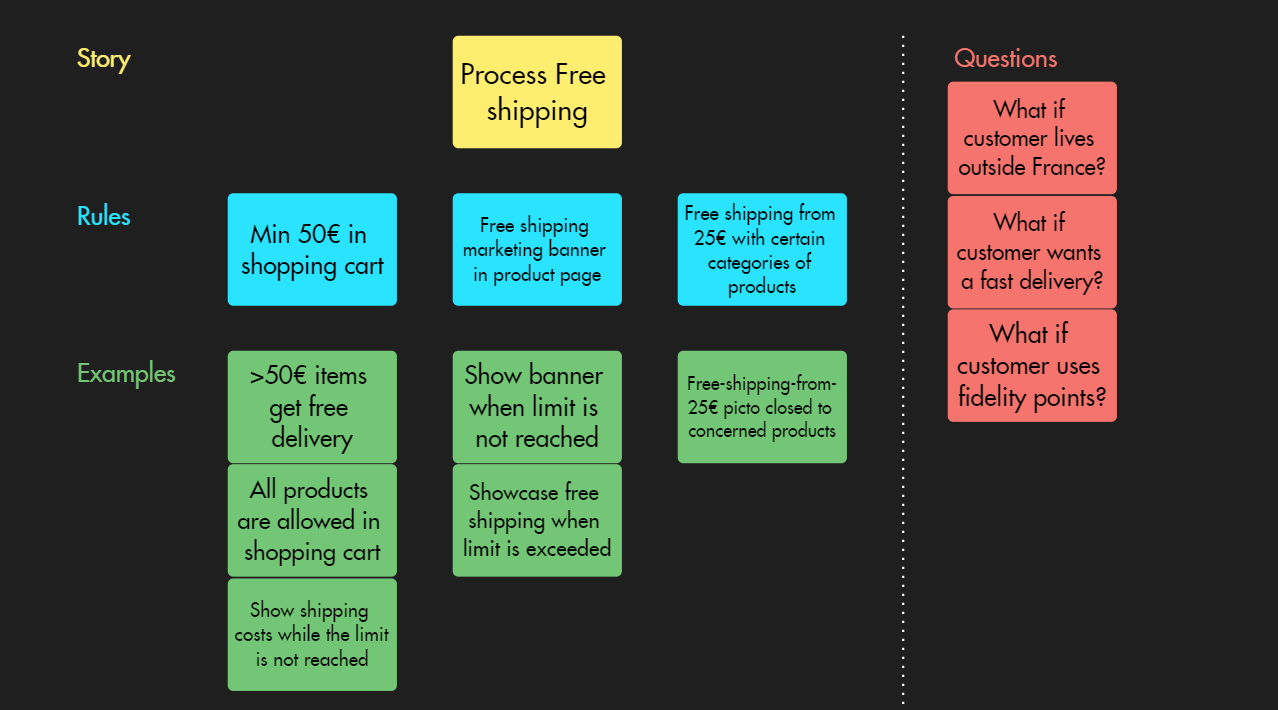 Story
Process Free
shipping
Rules
Min 50€ in
shopping cart
Free shipping
marketing banner
in product page
Free shipping from
25€ with certain
categories of
products
Examples
>50€ items
get free
delivery
All products
are allowed in
shopping cart
Show shipping
costs while the limit
is not reached
Show banner
when limit is
not reached
Showcase free
shipping when
limit is exceeded
Free-shipping-from-
25€ picto closed to
concerned products
Questions
What if
customer lives
outside France?
What if
customer wants
a fast delivery?
What if
customer uses
fidelity points?